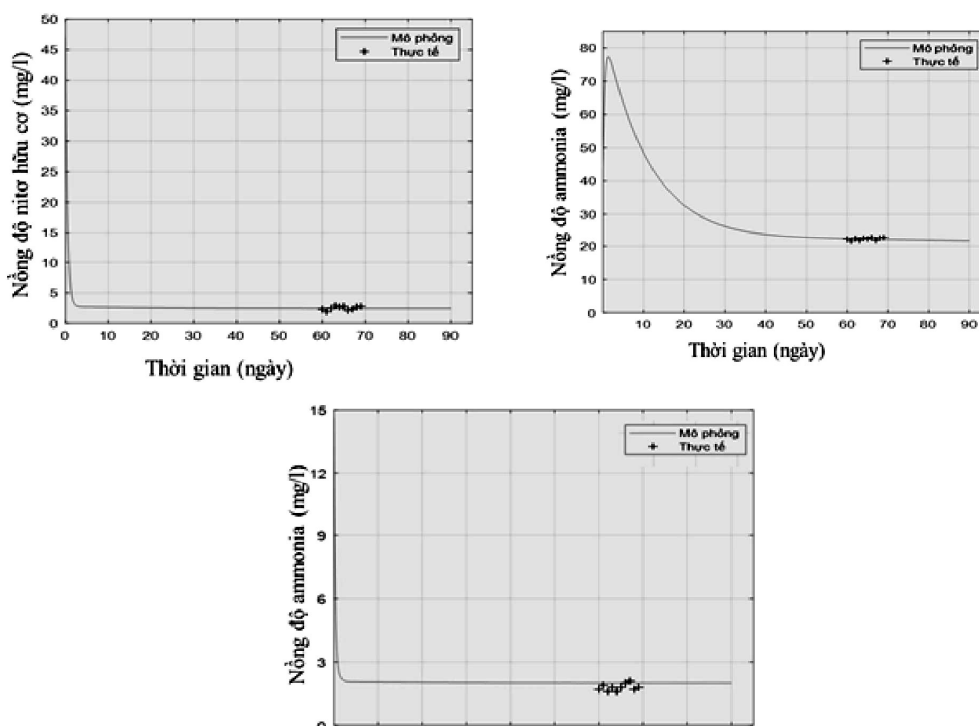 50
45
40
35
30
25
20
15
10
5
0
Nồng độ nitơ hữu cơ (mg/l)
Mô phỏng
Thực tế
0 10 20 30 40 50 60 70 80 90
Thời gian (ngày)
80
70
60
50
40
30
20
10
0
Nồng độ ammonia (mg/l)
Mô phỏng
Thực tế
10 20 30 40 50 60 70 80 90
Thời gian (ngày)
15
12
9
6
3
0
Nồng độ ammonia (mg/l)
Mô phỏng
Thực tế